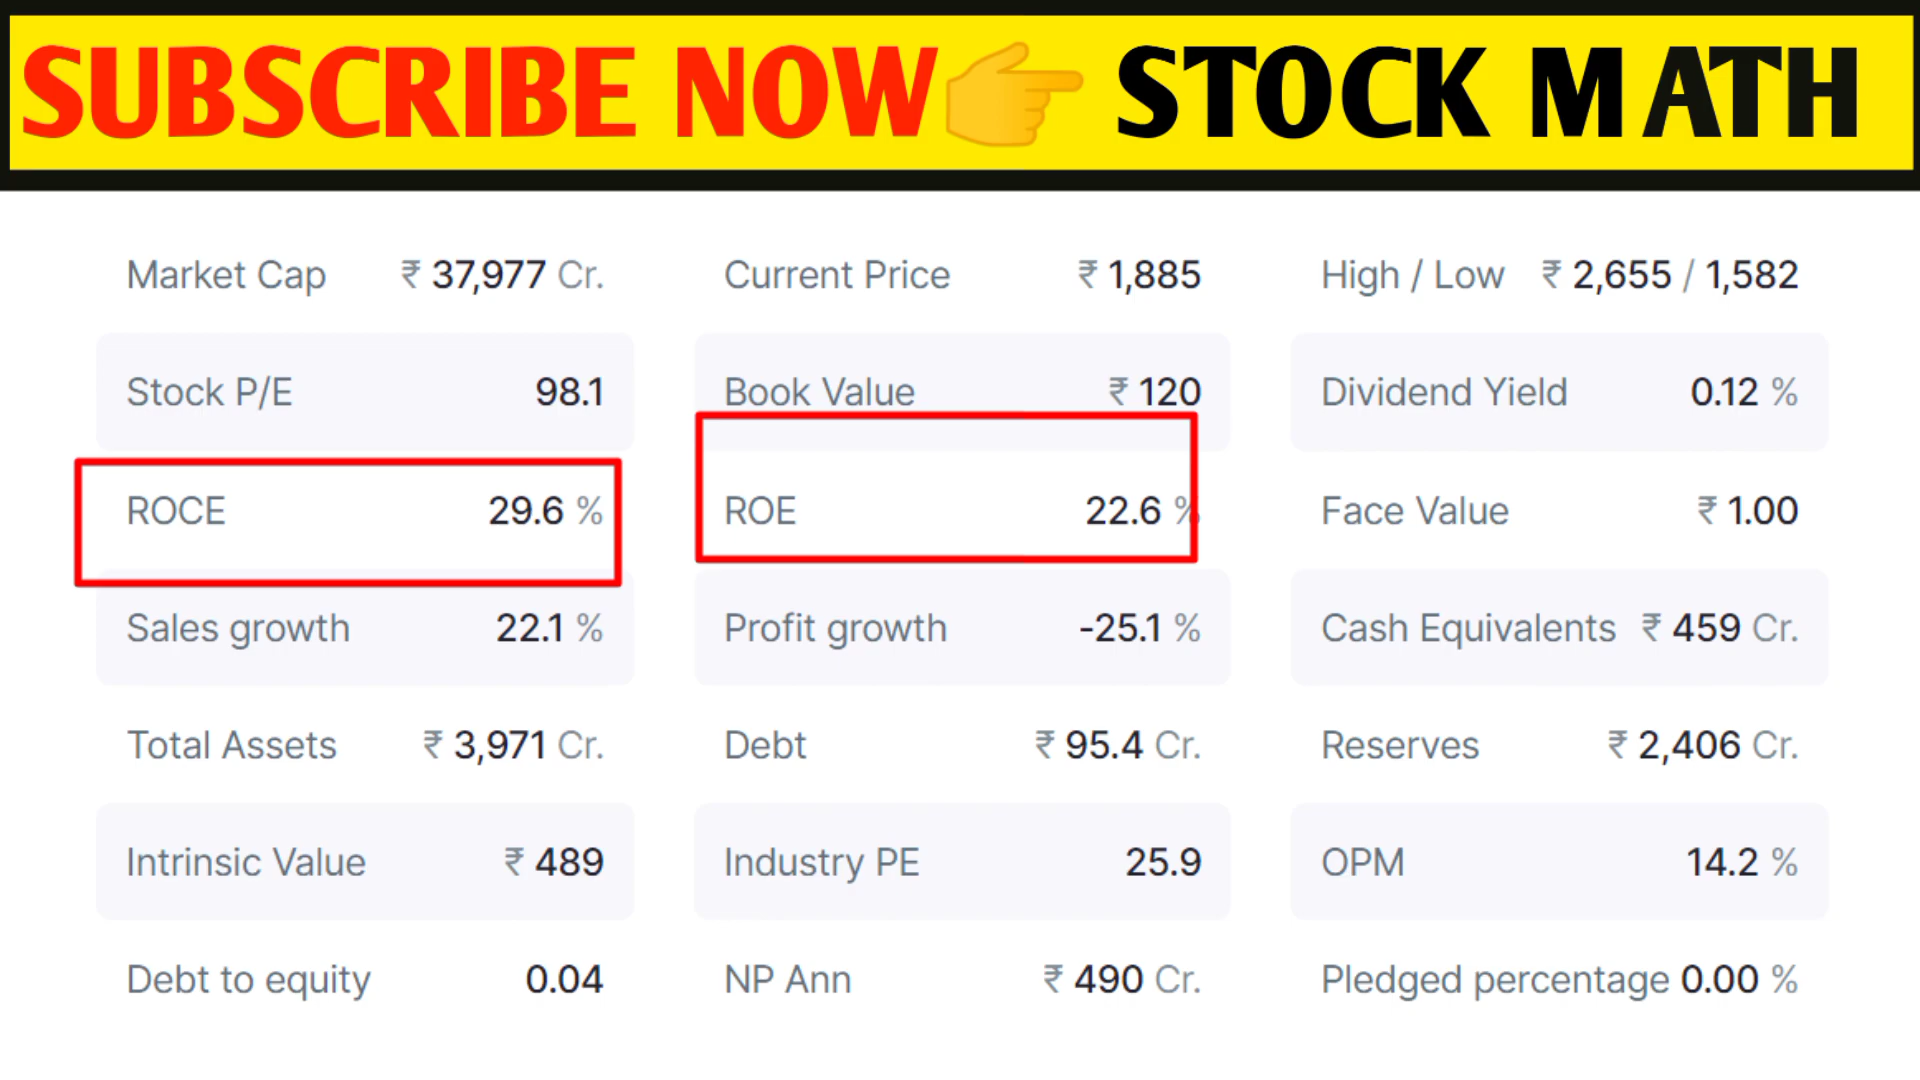 SUBSCRIBE NOW👉 STOCK MATH
Market Cap ₹ 37,977 Cr. Current Price ₹ 1,885 High / Low ₹ 2,655 / 1,582
Stock P/E 98.1 Book Value ₹ 120 Dividend Yield 0.12 %
ROCE 29.6 % ROE 22.6 % Face Value ₹ 1.00
Sales growth 22.1 % Profit growth -25.1 % Cash Equivalents ₹ 459 Cr.
Total Assets ₹ 3,971 Cr. Debt ₹ 95.4 Cr. Reserves ₹ 2,406 Cr.
Intrinsic Value ₹ 489 Industry PE 25.9 OPM 14.2 %
Debt to equity 0.04 NP Ann ₹ 490 Cr. Pledged percentage 0.00 %